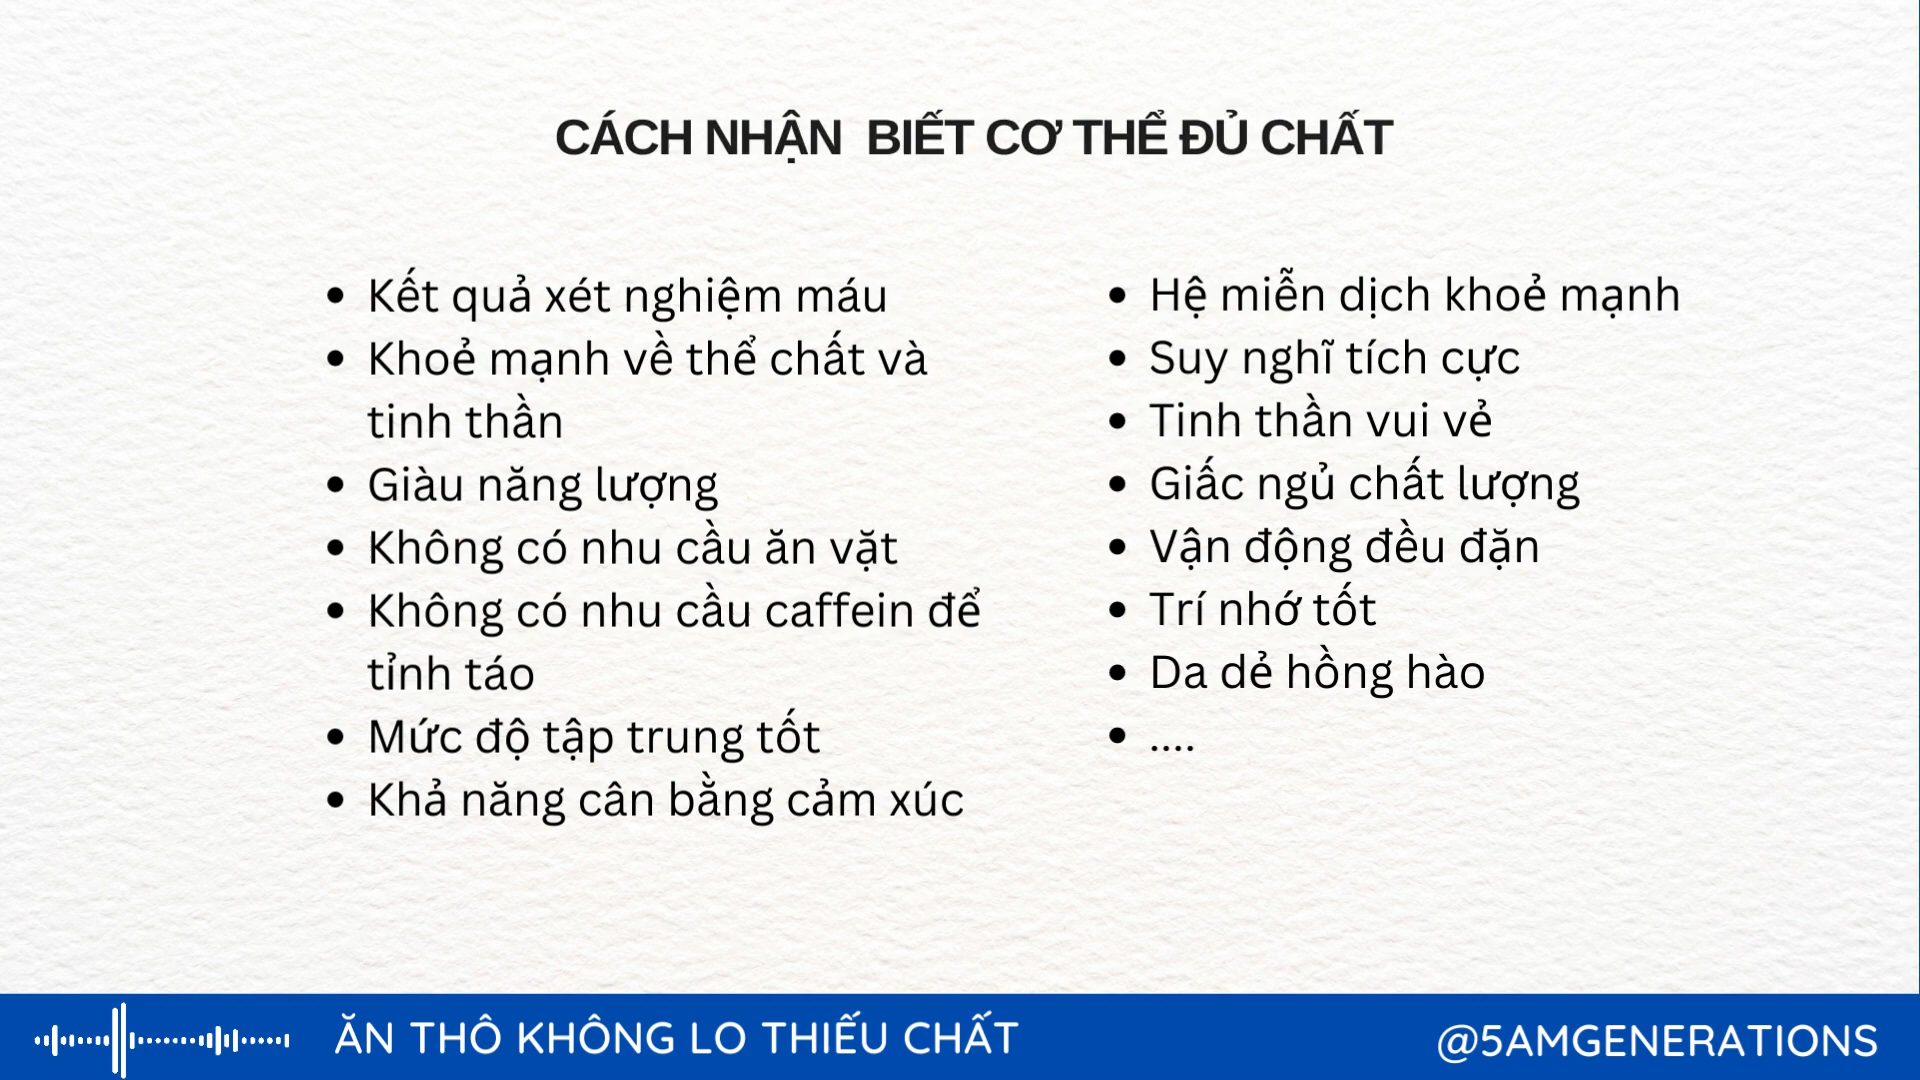 CÁCH NHẬN BIẾT CƠ THỂ ĐỦ CHẤT
• Kết quả xét nghiệm máu
• Khoẻ mạnh về thể chất và
tinh thần
• Giàu năng lượng
• Không có nhu cầu ăn vặt
• Không có nhu cầu caffein để
tỉnh táo
• Mức độ tập trung tốt
• Khả năng cân bằng cảm xúc
• Hệ miễn dịch khoẻ mạnh
• Suy nghĩ tích cực
• Tinh thần vui vẻ
• Giấc ngủ chất lượng
• Vận động đều đặn
• Trí nhớ tốt
• Da dẻ hồng hào
• ....
ĂN THÔ KHÔNG LO THIẾU CHẤT
@5AMGENERATIONS